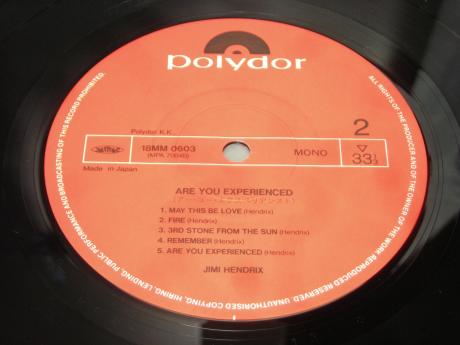 polydor
Polydor K.K.
18MM 0603
(MPA 7004B)
MONO
2
33 1/3
Made in Japan
ARE YOU EXPERIENCED
1. MAY THIS BE LOVE (Hendrix)
2. FIRE (Hendrix)
3. 3RD STONE FROM THE SUN (Hendrix)
4. REMEMBER (Hendrix)
5. ARE YOU EXPERIENCED (Hendrix)
JIMI HENDRIX
ALL RIGHTS OF THE PRODUCER AND OF THE OWNER OF THE WORK REPRODUCED RESERVED. UNAUTHORISED COPYING, HIRING, LENDING, PUBLIC PERFORMANCE AND BROADCASTING OF THIS RECORD PROHIBITED.